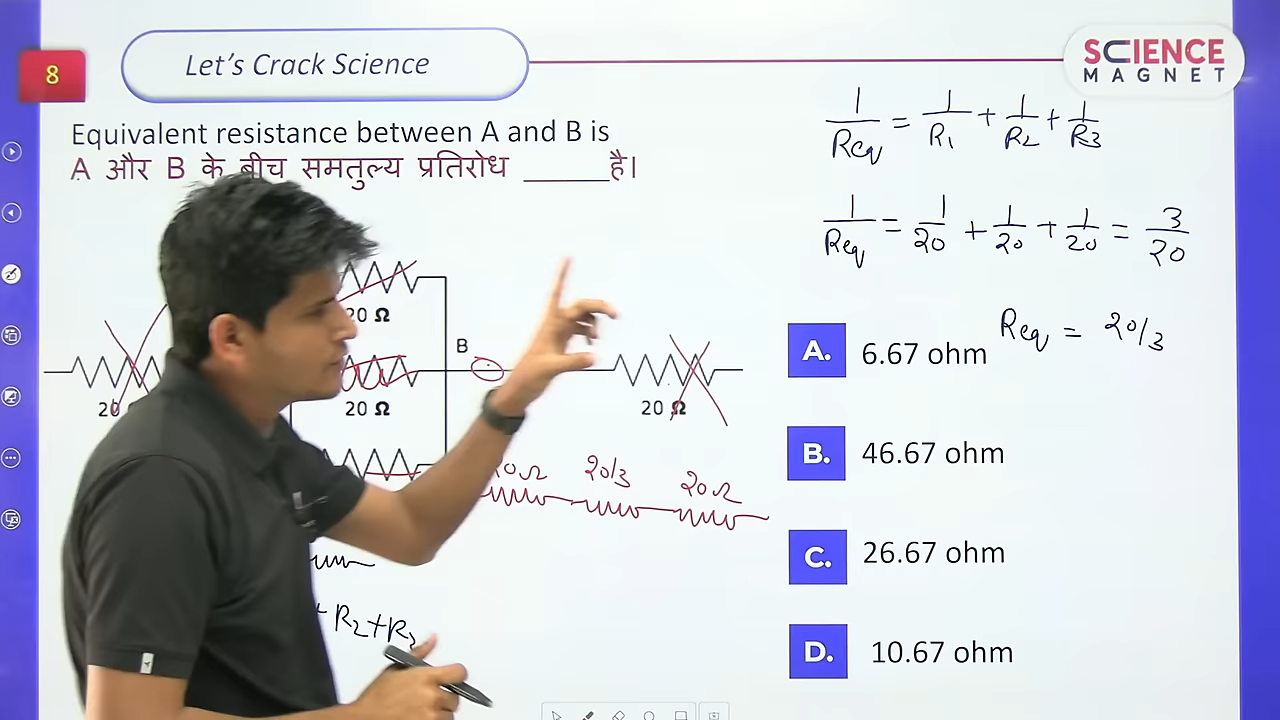 8
Let's Crack Science
SCIENCE
MAGNET
Equivalent resistance between A and B is
A और B के बीच समतुल्य प्रतिरोध _____है।
1/Req = 1/R1 + 1/R2 + 1/R3
1/Req = 1/20 + 1/20 + 1/20 = 3/20
Req = 20/3
20 Ω
B
20 Ω
20 Ω
20/3
20Ω
+ R2+R3
A. 6.67 ohm
B. 46.67 ohm
C. 26.67 ohm
D. 10.67 ohm